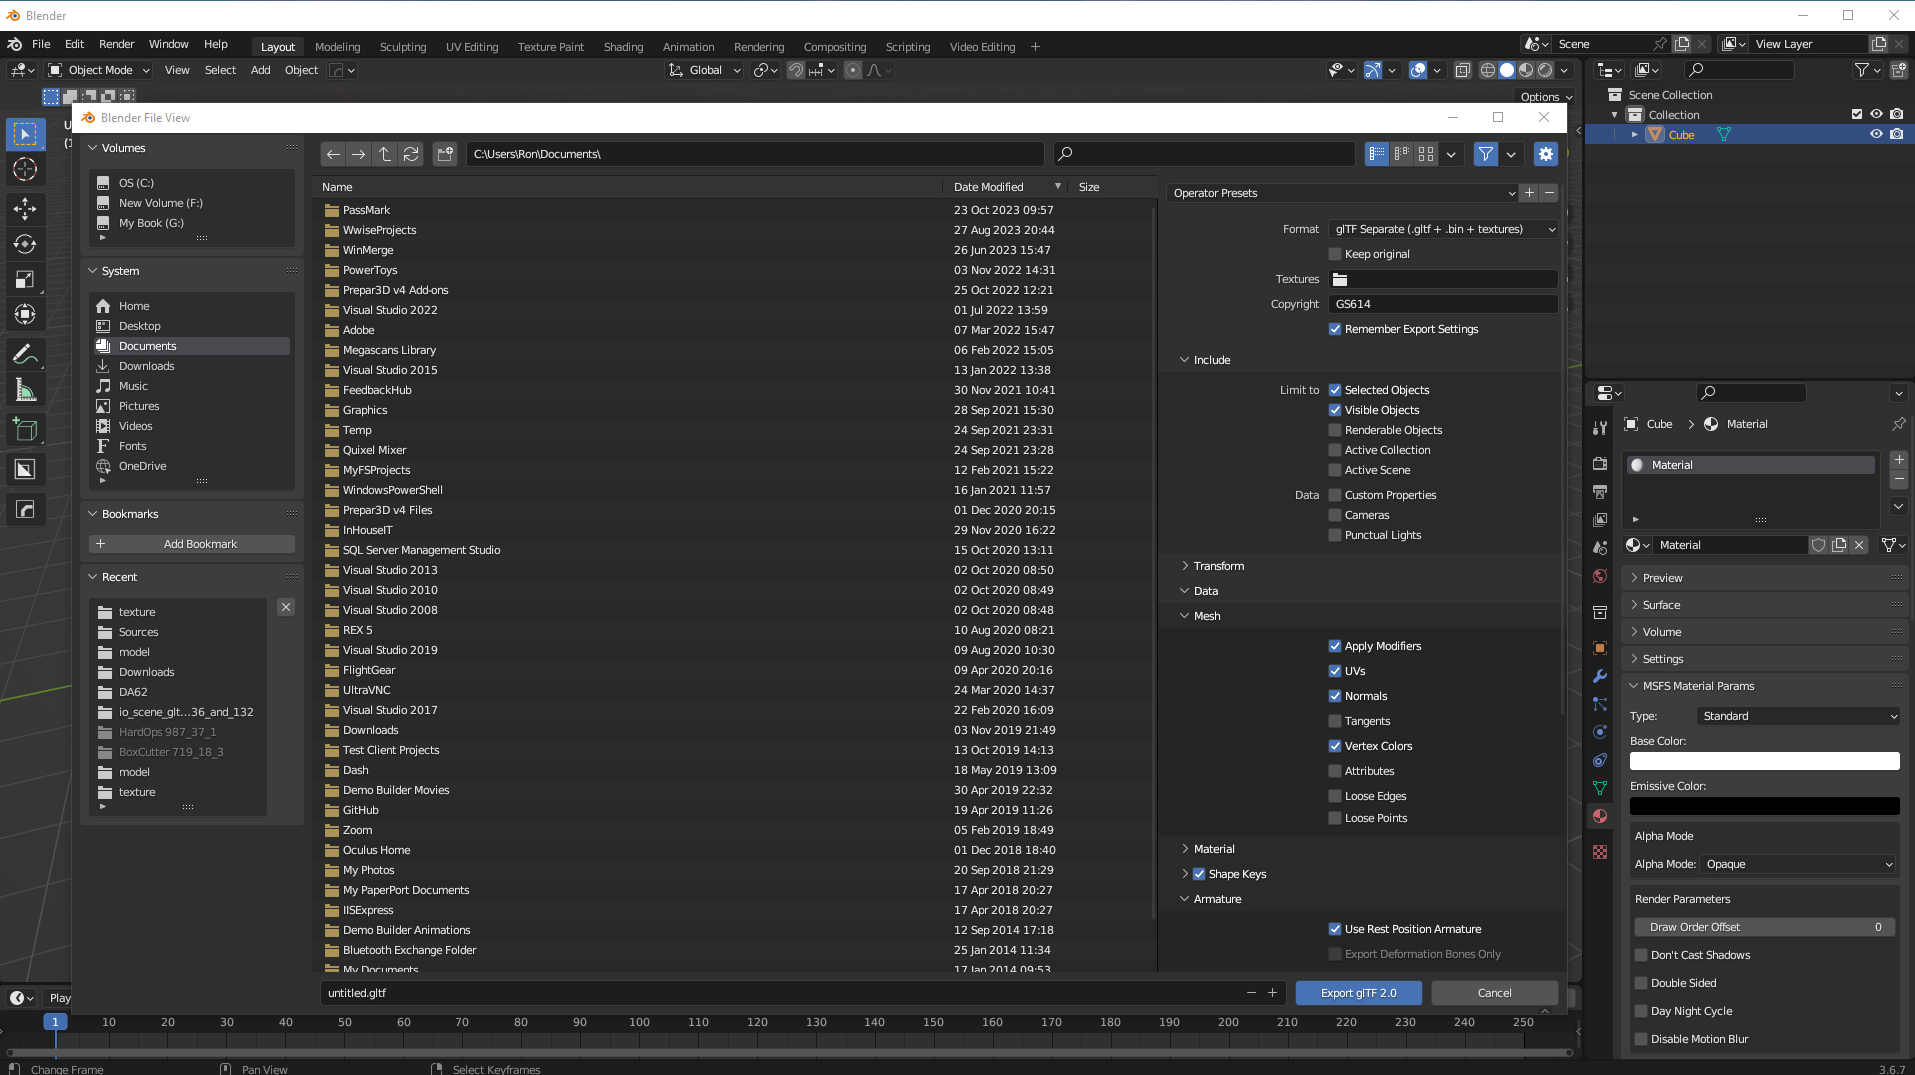 Blender
File Edit Render Window Help Layout Modeling Sculpting UV Editing Texture Paint Shading Animation Rendering Compositing Scripting Video Editing + Scene View Layer
Object Mode View Select Add Object Global
Options
Scene Collection
Collection
Cube
Blender File View
Volumes
OS (C:)
New Volume (F:)
My Book (G:)
System
Home
Desktop
Documents
Downloads
Music
Pictures
Videos
Fonts
OneDrive
Bookmarks
+ Add Bookmark
Recent
texture
Sources
model
Downloads
DA62
io_scene_glt...36_and_132
HardOps 987_37_1
BoxCutter 719_18_3
model
texture
C:\Users\Ron\Documents\
Name Date Modified Size
PassMark 23 Oct 2023 09:57
WwiseProjects 27 Aug 2023 20:44
WinMerge 26 Jun 2023 15:47
PowerToys 03 Nov 2022 14:31
Prepar3D v4 Add-ons 25 Oct 2022 12:21
Visual Studio 2022 01 Jul 2022 13:59
Adobe 07 Mar 2022 15:47
Megascans Library 06 Feb 2022 15:05
Visual Studio 2015 13 Jan 2022 13:38
FeedbackHub 30 Nov 2021 10:41
Graphics 28 Sep 2021 15:30
Temp 24 Sep 2021 23:31
Quixel Mixer 24 Sep 2021 23:28
MyFSProjects 12 Feb 2021 15:22
WindowsPowerShell 16 Jan 2021 11:57
Prepar3D v4 Files 01 Dec 2020 20:15
InHouseIT 29 Nov 2020 16:22
SQL Server Management Studio 15 Oct 2020 13:11
Visual Studio 2013 02 Oct 2020 08:50
Visual Studio 2010 02 Oct 2020 08:49
Visual Studio 2008 02 Oct 2020 08:48
REX 5 10 Aug 2020 08:21
Visual Studio 2019 09 Aug 2020 10:30
FlightGear 09 Apr 2020 20:16
UltraVNC 24 Mar 2020 14:37
Visual Studio 2017 22 Feb 2020 16:09
Downloads 03 Nov 2019 21:49
Test Client Projects 13 Oct 2019 14:13
Dash 18 May 2019 13:09
Demo Builder Movies 30 Apr 2019 22:32
GitHub 19 Apr 2019 11:26
Zoom 05 Feb 2019 18:49
Oculus Home 01 Dec 2018 18:40
My Photos 20 Sep 2018 21:29
My PaperPort Documents 17 Apr 2018 20:27
IISExpress 17 Apr 2018 20:27
Demo Builder Animations 12 Sep 2014 17:18
Bluetooth Exchange Folder 25 Jan 2014 11:34
My Documents 17 Jan 2014 09:53
Operator Presets
Format glTF Separate (.gltf + .bin + textures)
Keep original
Textures
Copyright GS614
Remember Export Settings
Include
Limit to Selected Objects
Visible Objects
Renderable Objects
Active Collection
Active Scene
Data Custom Properties
Cameras
Punctual Lights
Transform
Data
Mesh
Apply Modifiers
UVs
Normals
Tangents
Vertex Colors
Attributes
Loose Edges
Loose Points
Material
Shape Keys
Armature
Use Rest Position Armature
Export Deformation Bones Only
untitled.gltf − + Export glTF 2.0 Cancel
Cube Material
Material
Material
Preview
Surface
Volume
Settings
MSFS Material Params
Type: Standard
Base Color:
Emissive Color:
Alpha Mode
Alpha Mode: Opaque
Render Parameters
Draw Order Offset 0
Don't Cast Shadows
Double Sided
Day Night Cycle
Disable Motion Blur
Play
1 10 20 30 40 50 60 70 80 90 100 110 120 130 140 150 160 170 180 190 200 210 220 230 240 250
Change Frame Pan View Select Keyframes 3.6.7